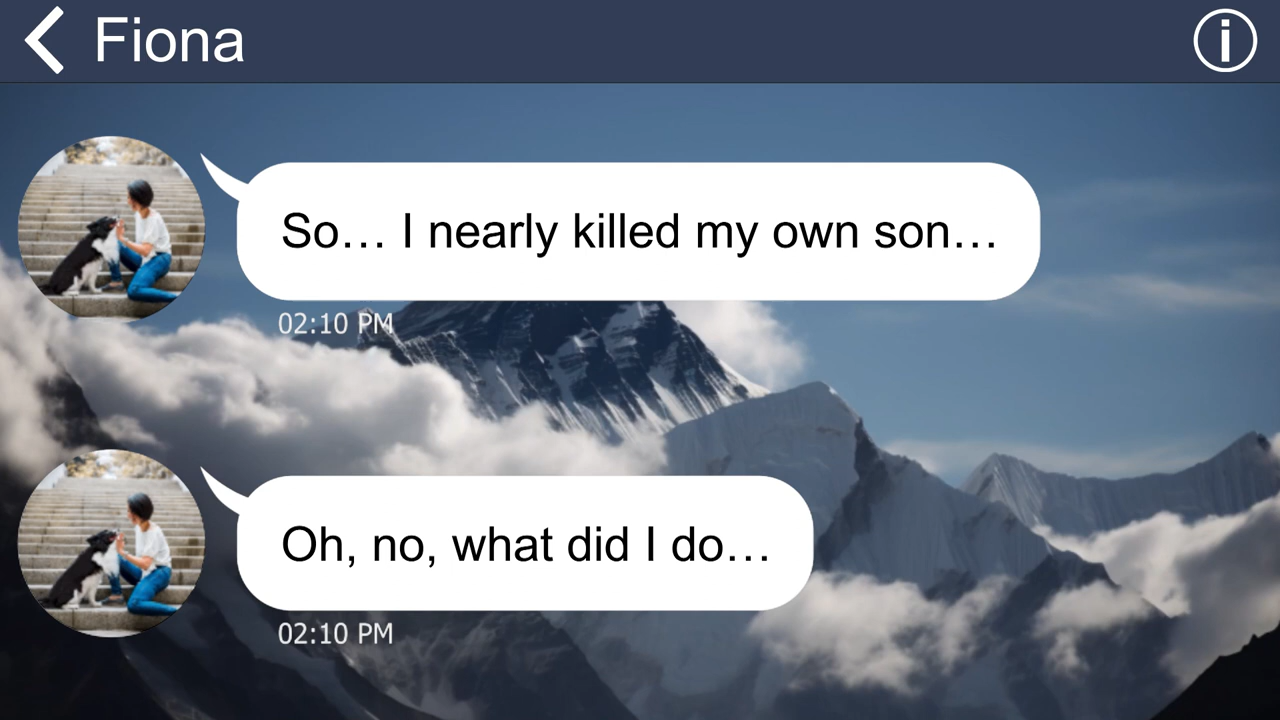 Fiona
So… I nearly killed my own son…
02:10 PM
Oh, no, what did I do…
02:10 PM